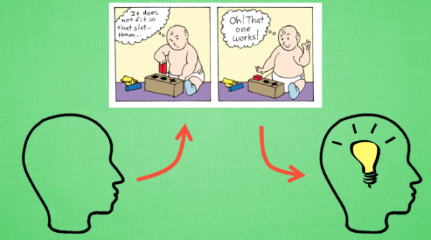 It does
not fit in
that slot...
Hmm...
Oh! That
one
works!